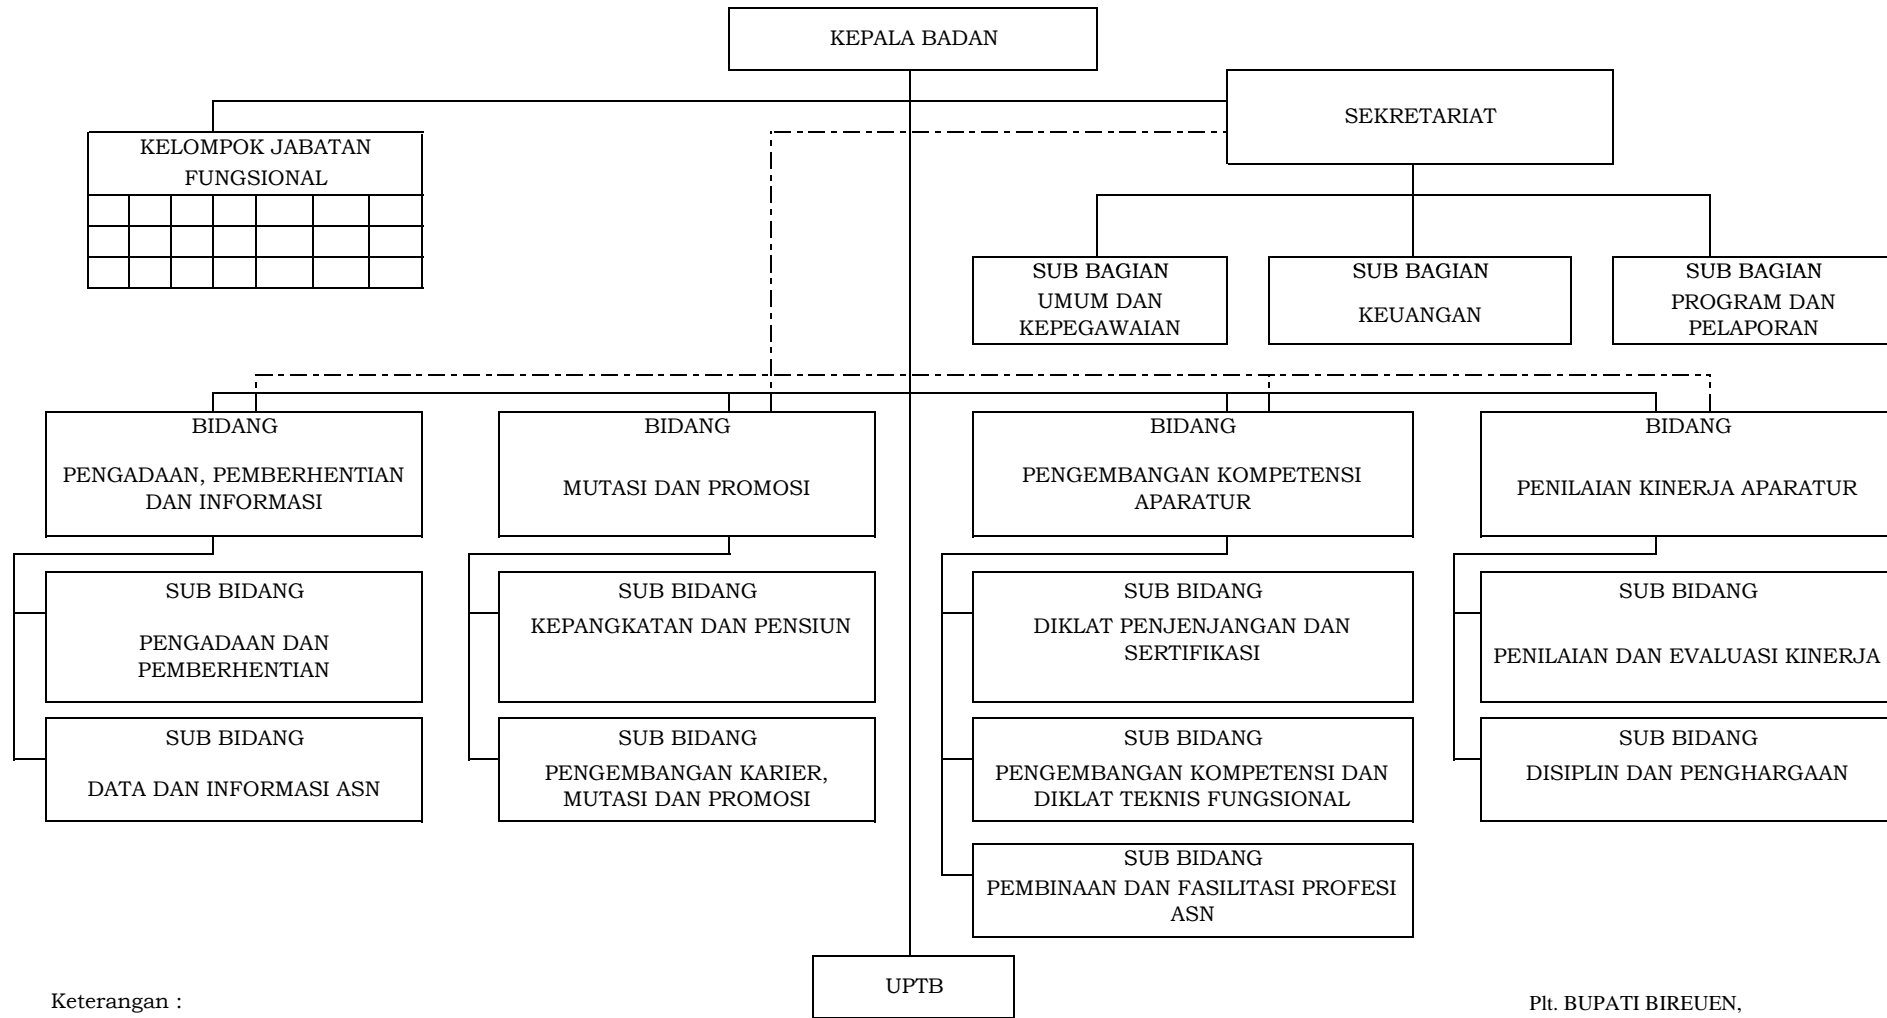 KEPALA BADAN
SEKRETARIAT
KELOMPOK JABATAN
FUNGSIONAL
SUB BAGIAN
UMUM DAN
KEPEGAWAIAN
SUB BAGIAN
KEUANGAN
SUB BAGIAN
PROGRAM DAN
PELAPORAN
BIDANG
PENGADAAN, PEMBERHENTIAN
DAN INFORMASI
BIDANG
MUTASI DAN PROMOSI
BIDANG
PENGEMBANGAN KOMPETENSI
APARATUR
BIDANG
PENILAIAN KINERJA APARATUR
SUB BIDANG
PENGADAAN DAN
PEMBERHENTIAN
SUB BIDANG
KEPANGKATAN DAN PENSIUN
SUB BIDANG
DIKLAT PENJENJANGAN DAN
SERTIFIKASI
SUB BIDANG
PENILAIAN DAN EVALUASI KINERJA
SUB BIDANG
DATA DAN INFORMASI ASN
SUB BIDANG
PENGEMBANGAN KARIER,
MUTASI DAN PROMOSI
SUB BIDANG
PENGEMBANGAN KOMPETENSI DAN
DIKLAT TEKNIS FUNGSIONAL
SUB BIDANG
DISIPLIN DAN PENGHARGAAN
SUB BIDANG
PEMBINAAN DAN FASILITASI PROFESI
ASN
UPTB
Keterangan :
Plt. BUPATI BIREUEN,